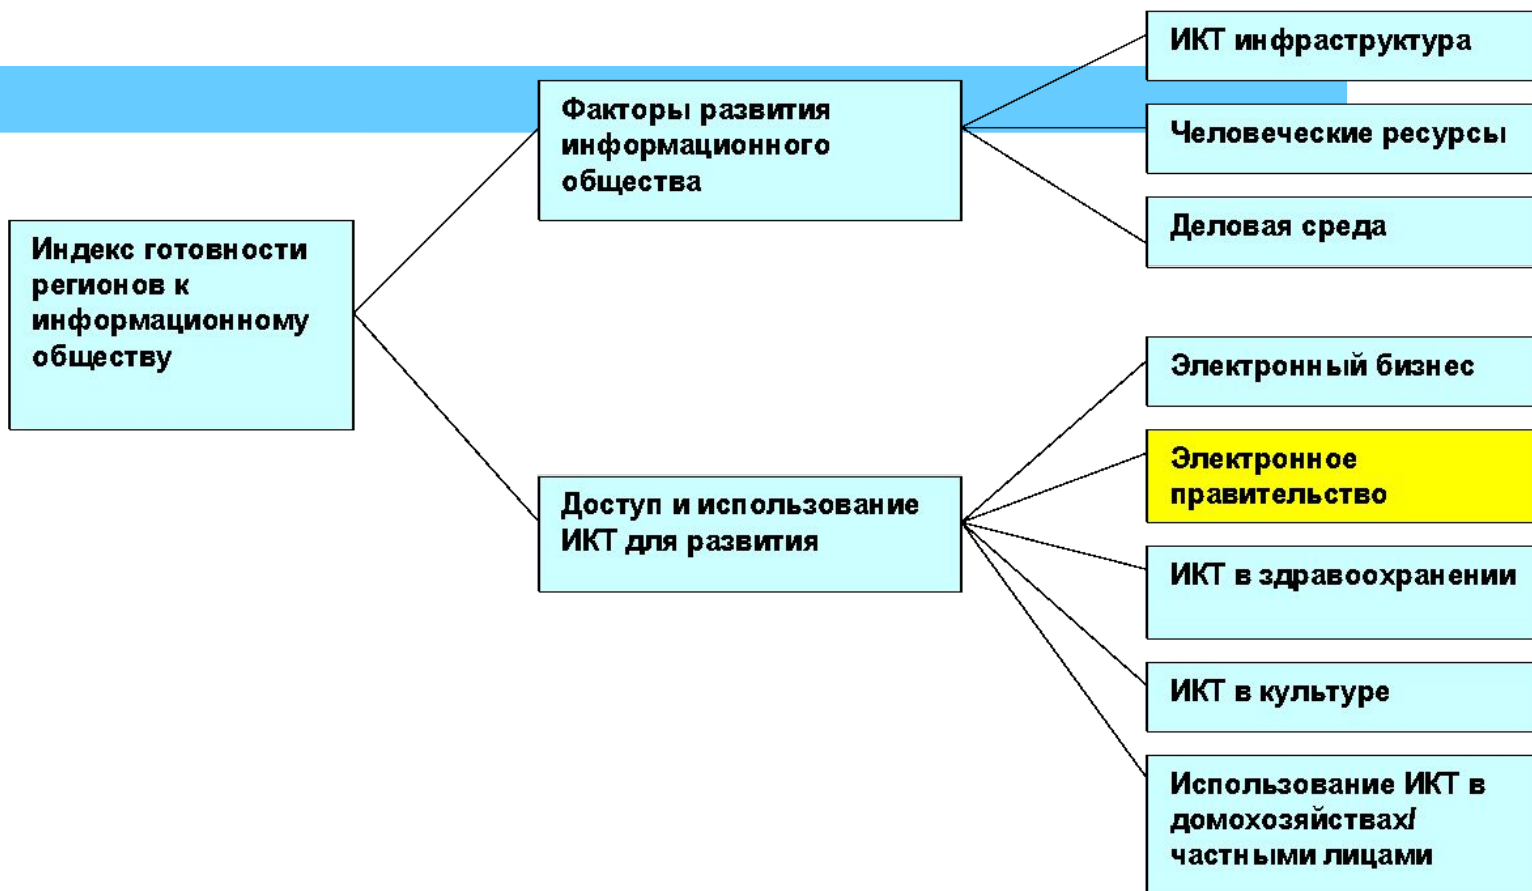 Индекс готовности
регионов к
информационному
обществу
Факторы развития
информационного
общества
ИКТ инфраструктура
Человеческие ресурсы
Деловая среда
Доступ и использование
ИКТ для развития
Электронный бизнес
Электронное
правительство
ИКТ в здравоохранении
ИКТ в культуре
Использование ИКТ в
домохозяйствах/
частными лицами